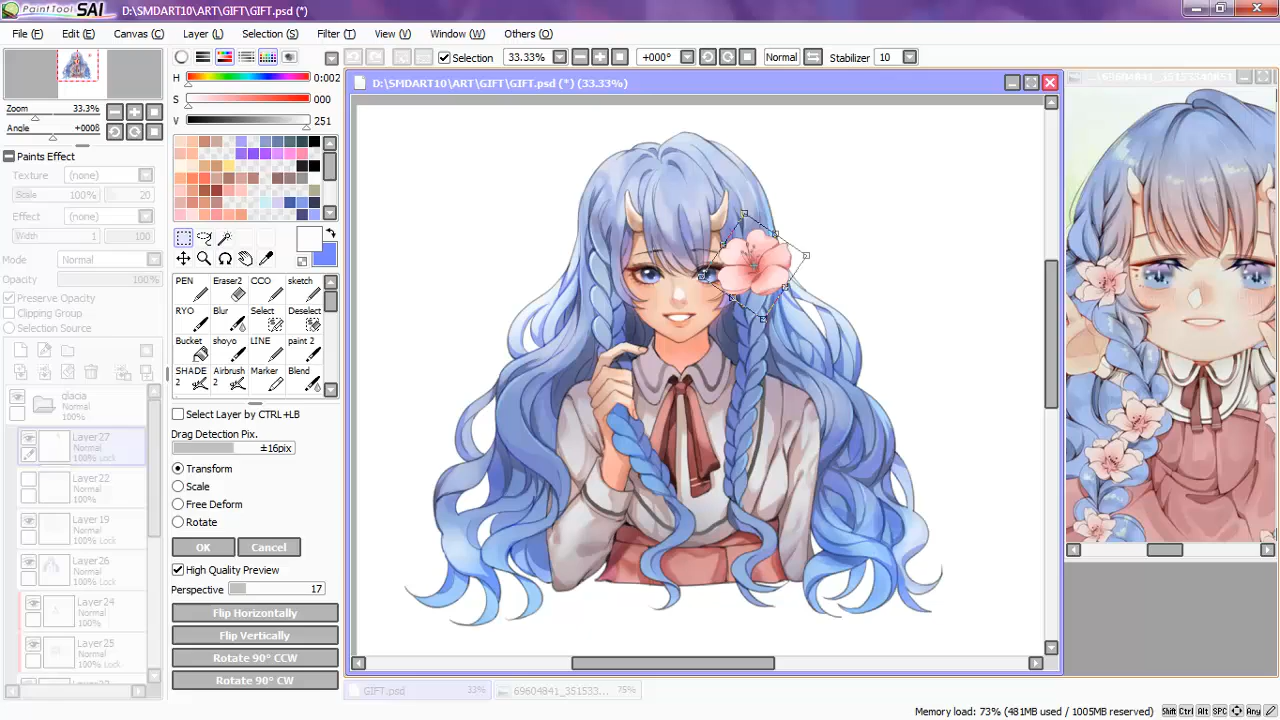 PaintTool SAI D:\SMDART10\ART\GIFT\GIFT.psd (*)
File (F) Edit (E) Canvas (C) Layer (L) Selection (S) Filter (T) View (V) Window (W) Others (O)
Selection 33.33% +000° Normal Stabilizer 10
Zoom 33.3%
Angle +000ß
H 0:002
S 000
V 251
D:\SMDART10\ART\GIFT\GIFT.psd (*) (33.33%)
Paints Effect
Texture (none)
Scale 100% 20
Effect (none)
Width 1 100
Mode Normal
Opacity 100%
Preserve Opacity
Clipping Group
Selection Source
glacia
Normal
100%
Layer27
Normal
100% Lock
Layer22
Normal
100%
Layer19
Normal
100% Lock
Layer26
Normal
100% Lock
Layer24
Normal
100%
Layer25
Normal
100% Lock
PEN Eraser2 CCO sketch
RYO Blur Select Deselect
Bucket shoyo LINE paint 2
SHADE 2 Airbrush 2 Marker Blend
Select Layer by CTRL+LB
Drag Detection Pix.
±16pix
Transform
Scale
Free Deform
Rotate
OK Cancel
High Quality Preview
Perspective 17
Flip Horizontally
Flip Vertically
Rotate 90° CCW
Rotate 90° CW
GIFT.psd 33% 69604841_351533... 75%
Memory load: 73% (481MB used / 1005MB reserved) Shift Ctrl Alt SPC Any